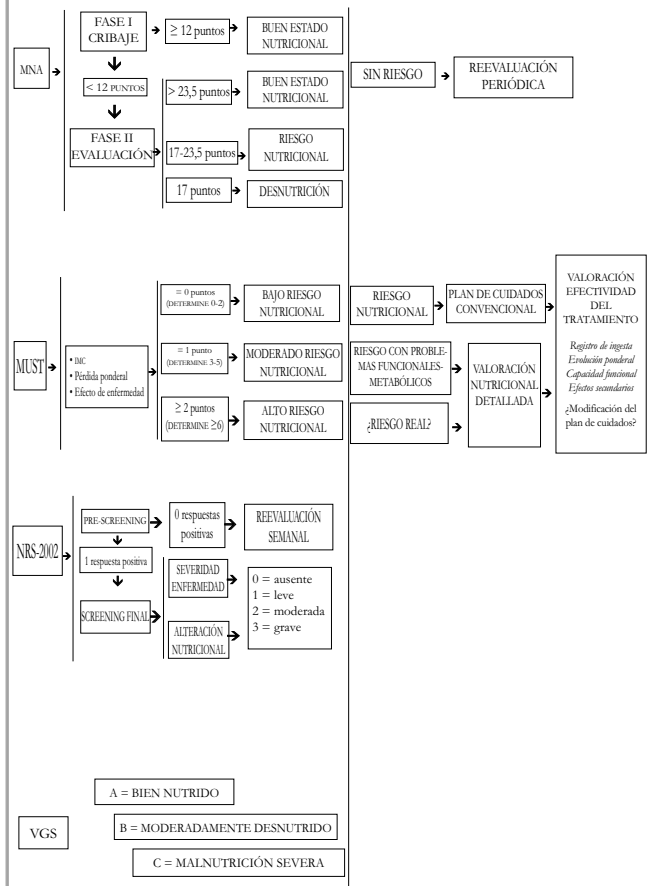 MNA
FASE I
CRIBAJE
≥ 12 puntos
BUEN ESTADO
NUTRICIONAL
< 12 PUNTOS
FASE II
EVALUACIÓN
> 23,5 puntos
BUEN ESTADO
NUTRICIONAL
17-23,5 puntos
RIESGO
NUTRICIONAL
17 puntos
DESNUTRICIÓN
SIN RIESGO
REEVALUACIÓN
PERIÓDICA
MUST
• IMC
• Pérdida ponderal
• Efecto de enfermedad
= 0 puntos
(DETERMINE 0-2)
BAJO RIESGO
NUTRICIONAL
= 1 punto
(DETERMINE 3-5)
MODERADO RIESGO
NUTRICIONAL
≥ 2 puntos
(DETERMINE ≥6)
ALTO RIESGO
NUTRICIONAL
RIESGO
NUTRICIONAL
PLAN DE CUIDADOS
CONVENCIONAL
RIESGO CON PROBLE-
MAS FUNCIONALES-
METABÓLICOS
¿RIESGO REAL?
VALORACIÓN
NUTRICIONAL
DETALLADA
VALORACIÓN
EFECTIVIDAD
DEL
TRATAMIENTO
Registro de ingesta
Evolución ponderal
Capacidad funcional
Efectos secundarios
¿Modificación del
plan de cuidados?
NRS-2002
PRE-SCREENING
0 respuestas
positivas
REEVALUACIÓN
SEMANAL
1 respuesta positiva
SCREENING FINAL
SEVERIDAD
ENFERMEDAD
ALTERACIÓN
NUTRICIONAL
0 = ausente
1 = leve
2 = moderada
3 = grave
VGS
A = BIEN NUTRIDO
B = MODERADAMENTE DESNUTRIDO
C = MALNUTRICIÓN SEVERA